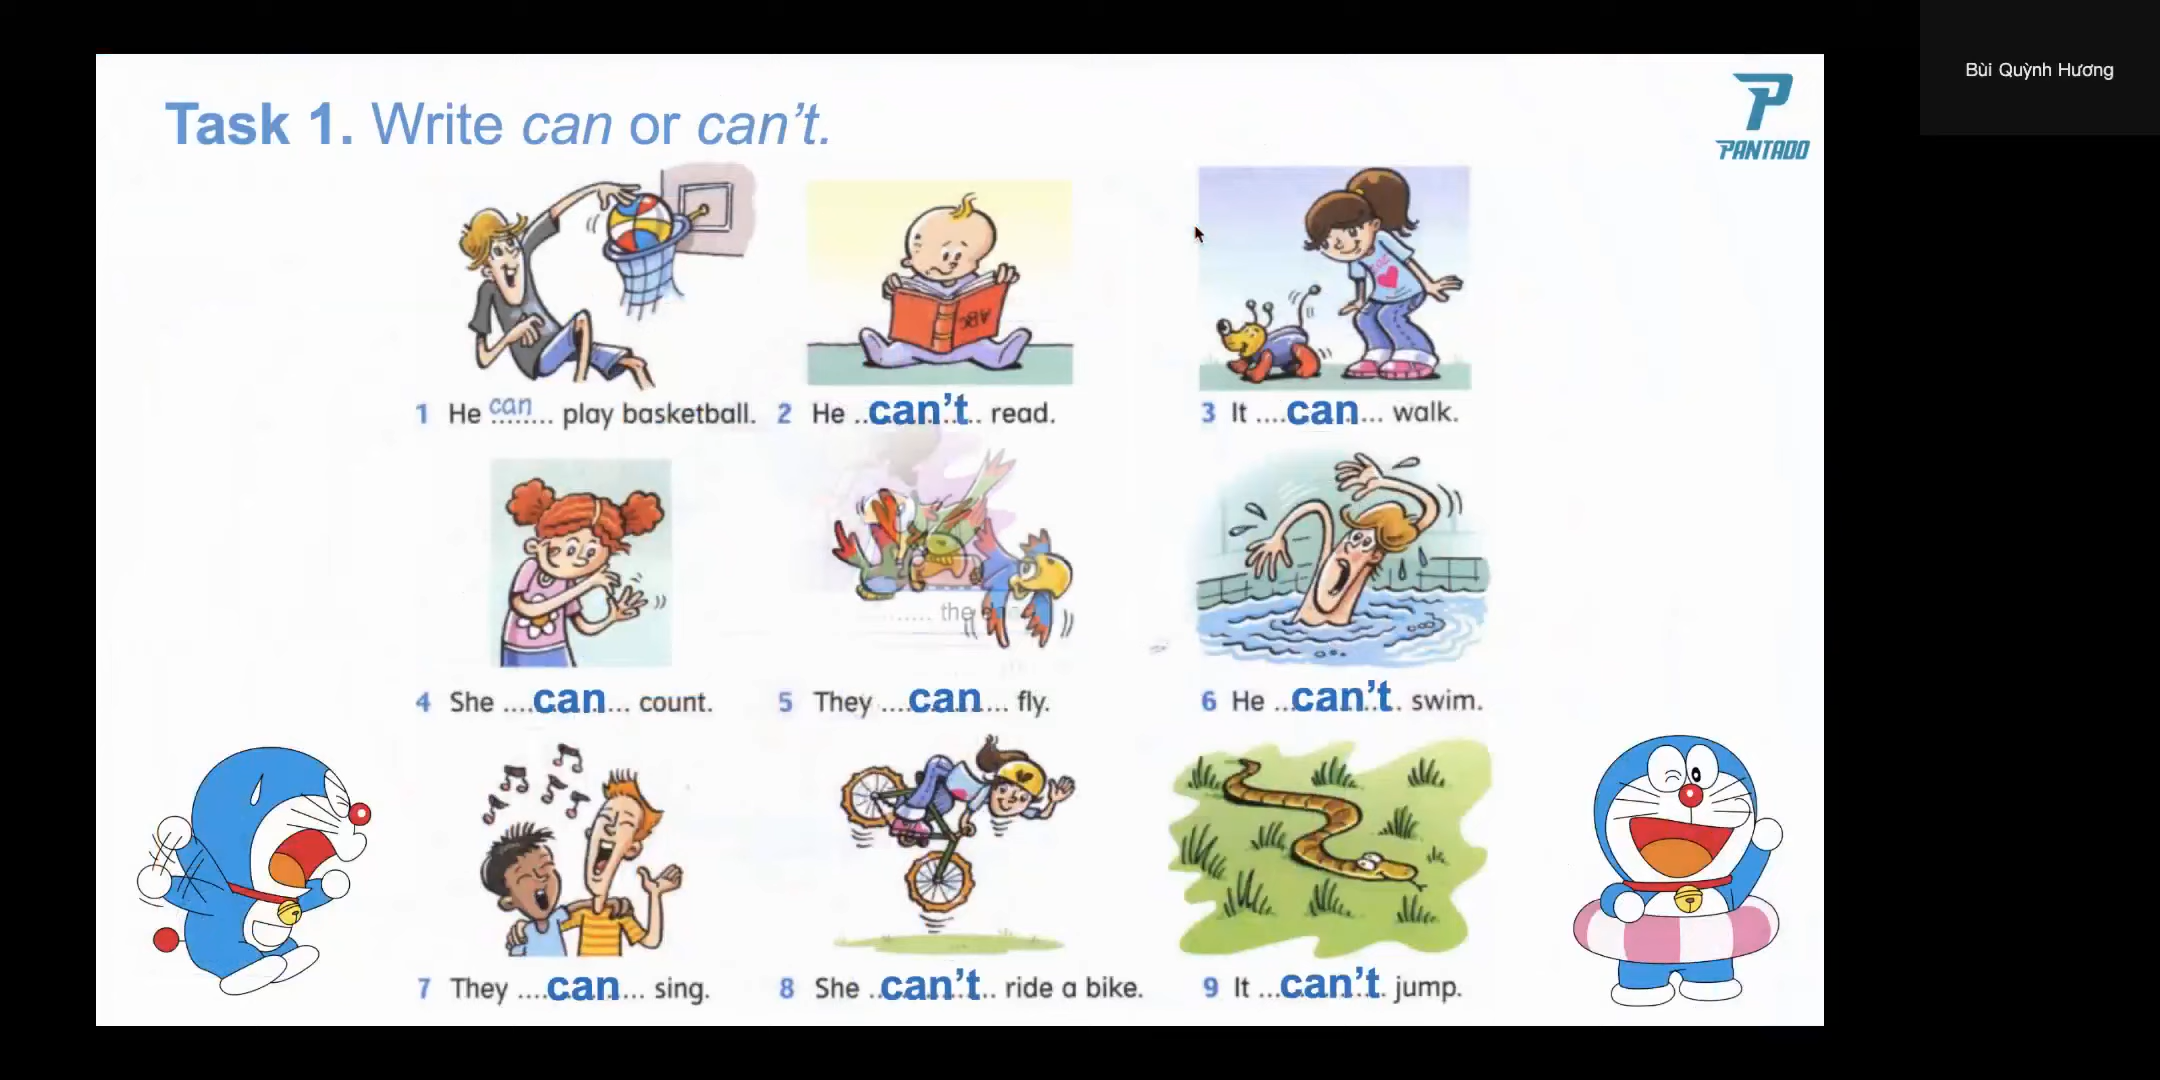 Bùi Quỳnh Hương
Task 1. Write can or can't.
PANTADO
ABC
1 He can........ play basketball. 2 He ..can't.. read. 3 It ....can... walk.
the
4 She ....can... count. 5 They ....can... fly. 6 He ...can't.. swim.
7 They ....can... sing. 8 She ..can't.. ride a bike. 9 It ...can't. jump.